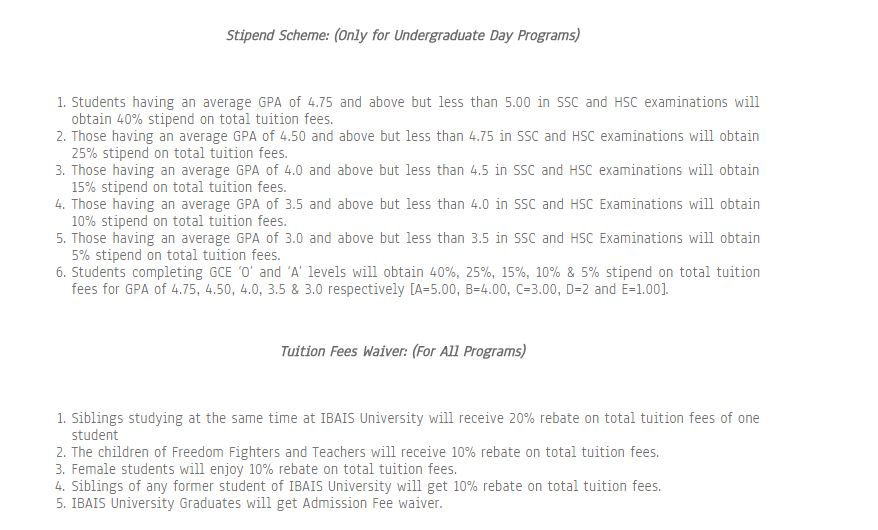 Stipend Scheme: (Only for Undergraduate Day Programs)
1. Students having an average GPA of 4.75 and above but less than 5.00 in SSC and HSC examinations will
obtain 40% stipend on total tuition fees.
2. Those having an average GPA of 4.50 and above but less than 4.75 in SSC and HSC examinations will obtain
25% stipend on total tuition fees.
3. Those having an average GPA of 4.0 and above but less than 4.5 in SSC and HSC examinations will obtain
15% stipend on total tuition fees.
4. Those having an average GPA of 3.5 and above but less than 4.0 in SSC and HSC Examinations will obtain
10% stipend on total tuition fees.
5. Those having an average GPA of 3.0 and above but less than 3.5 in SSC and HSC Examinations will obtain
5% stipend on total tuition fees.
6. Students completing GCE ‘O’ and ‘A’ levels will obtain 40%, 25%, 15%, 10% & 5% stipend on total tuition
fees for GPA of 4.75, 4.50, 4.0, 3.5 & 3.0 respectively [A=5.00, B=4.00, C=3.00, D=2 and E=1.00].
Tuition Fees Waiver: (For All Programs)
1. Siblings studying at the same time at IBAIS University will receive 20% rebate on total tuition fees of one
student
2. The children of Freedom Fighters and Teachers will receive 10% rebate on total tuition fees.
3. Female students will enjoy 10% rebate on total tuition fees.
4. Siblings of any former student of IBAIS University will get 10% rebate on total tuition fees.
5. IBAIS University Graduates will get Admission Fee waiver.